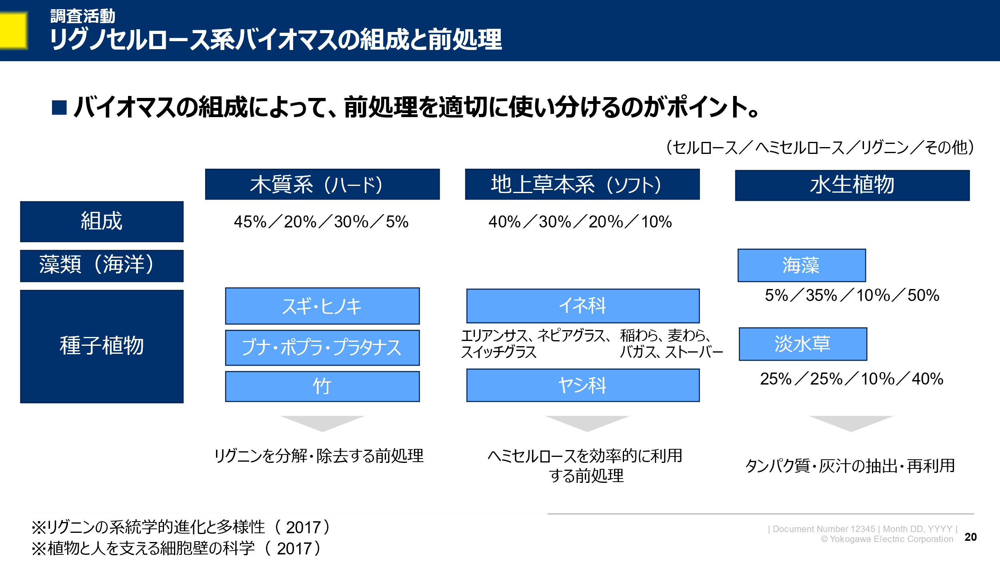 調査活動
リグノセルロース系バイオマスの組成と前処理
■ バイオマスの組成によって、前処理を適切に使い分けるのがポイント。
（セルロース／ヘミセルロース／リグニン／その他）
木質系（ハード）
地上草本系（ソフト）
水生植物
組成
45%／20%／30%／5%
40%／30%／20%／10%
藻類（海洋）
海藻
5%／35%／10%／50%
種子植物
スギ・ヒノキ
ブナ・ポプラ・プラタナス
竹
イネ科
エリアンサス、ネピアグラス、
スイッチグラス
稲わら、麦わら、
バガス、ストーバー
ヤシ科
淡水草
25%／25%／10%／40%
リグニンを分解・除去する前処理
ヘミセルロースを効率的に利用
する前処理
タンパク質・灰汁の抽出・再利用
※リグニンの系統学的進化と多様性（ 2017）
※植物と人を支える細胞壁の科学（ 2017）
| Document Number 12345 | Month DD, YYYY |
© Yokogawa Electric Corporation
20